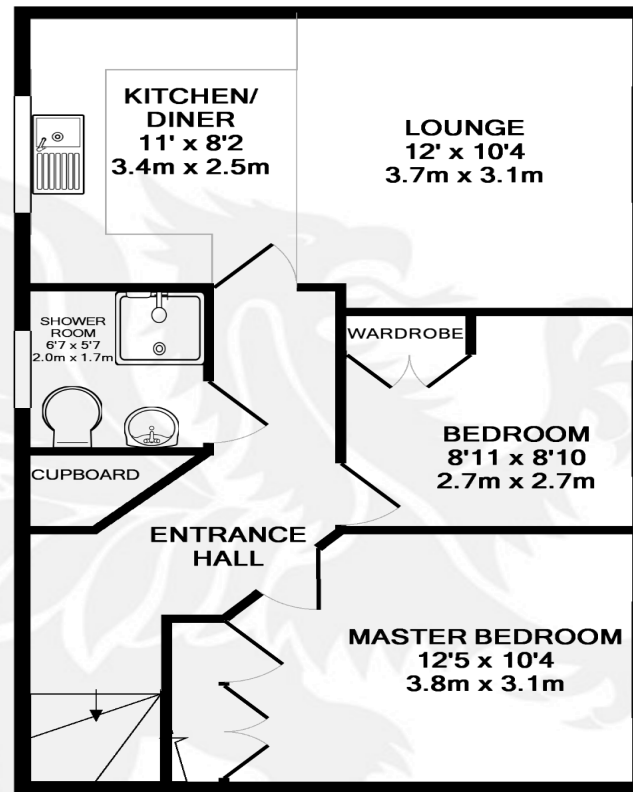 KITCHEN/
DINER
11' x 8'2
3.4m x 2.5m
LOUNGE
12' x 10'4
3.7m x 3.1m
SHOWER
ROOM
6'7 x 5'7
2.0m x 1.7m
WARDROBE
BEDROOM
8'11 x 8'10
2.7m x 2.7m
CUPBOARD
ENTRANCE
HALL
MASTER BEDROOM
12'5 x 10'4
3.8m x 3.1m